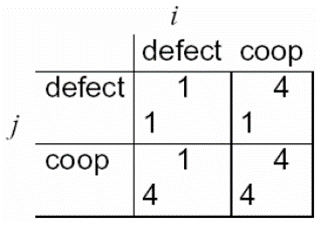 i
defect coop
defect 1 4
j 1 1
coop 1 4
4 4